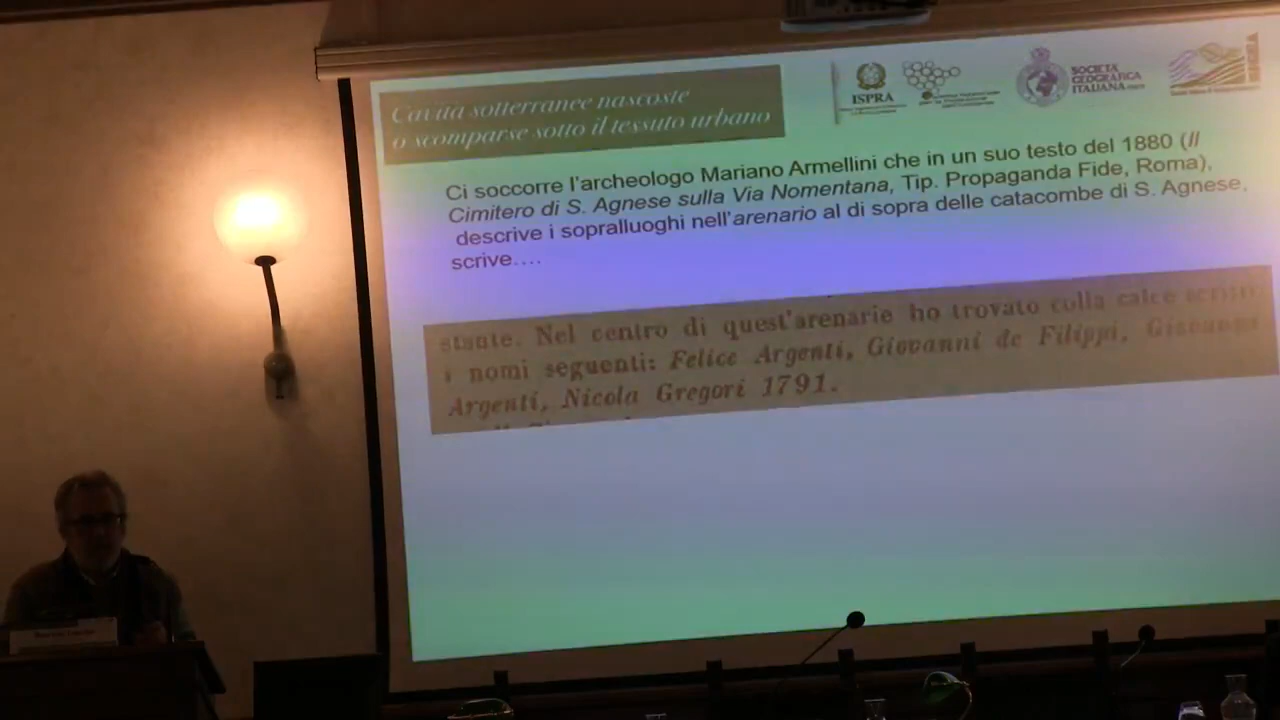 Cavità sotterranee nascoste
o scomparse sotto il tessuto urbano
ISPRA
SOCIETÀ
GEOGRAFICA
ITALIANA
Ci soccorre l'archeologo Mariano Armellini che in un suo testo del 1880 (Il
Cimitero di S. Agnese sulla Via Nomentana, Tip. Propaganda Fide, Roma),
descrive i sopralluoghi nell'arenario al di sopra delle catacombe di S. Agnese,
scrive….
stante. Nel centro di quest'arenarie ho trovato colla calce scritti
i nomi seguenti: Felice Argenti, Giovanni de Filippi, Giovanni
Argenti, Nicola Gregori 1791.